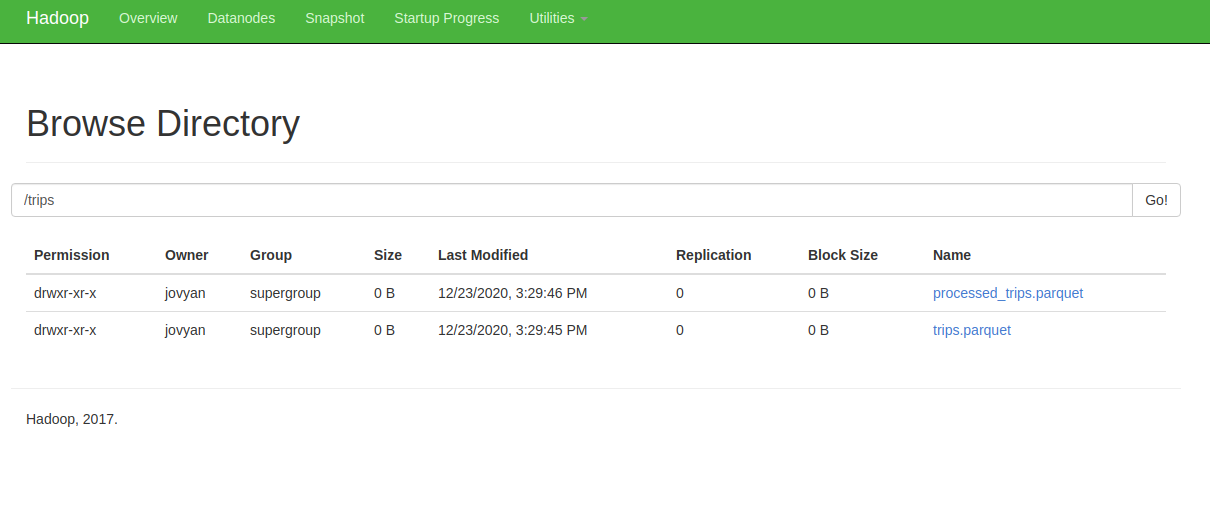 Hadoop Overview Datanodes Snapshot Startup Progress Utilities
Browse Directory
/trips Go!
Permission Owner Group Size Last Modified Replication Block Size Name
drwxr-xr-x jovyan supergroup 0 B 12/23/2020, 3:29:46 PM 0 0 B processed_trips.parquet
drwxr-xr-x jovyan supergroup 0 B 12/23/2020, 3:29:45 PM 0 0 B trips.parquet
Hadoop, 2017.